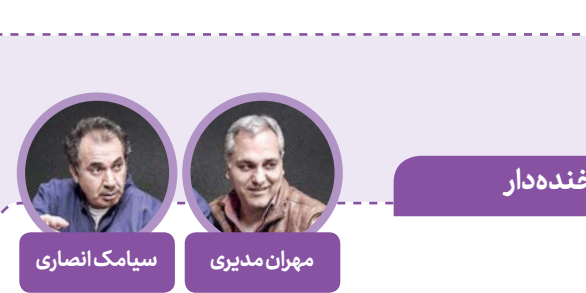 خنده‌دار
مهران مدیری
سیامک انصاری